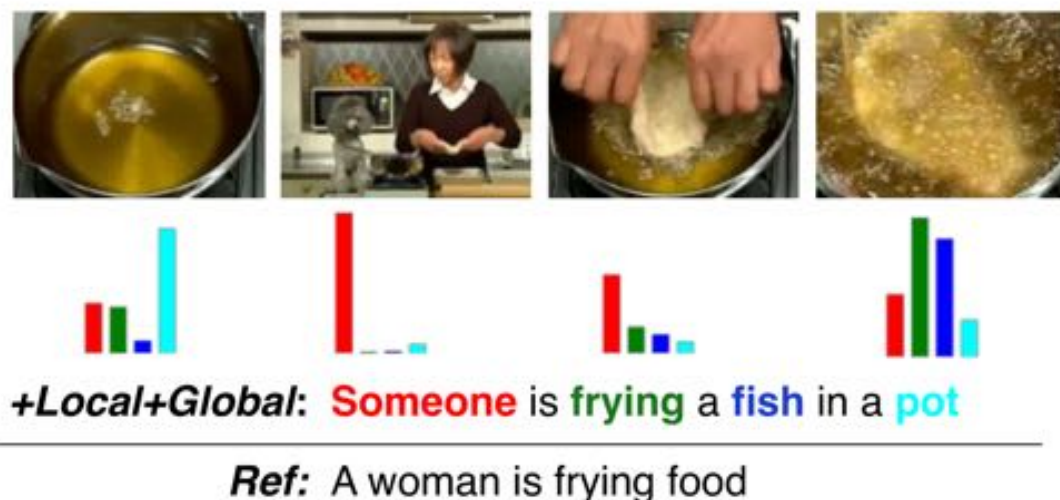 +Local+Global: Someone is frying a fish in a pot
Ref: A woman is frying food